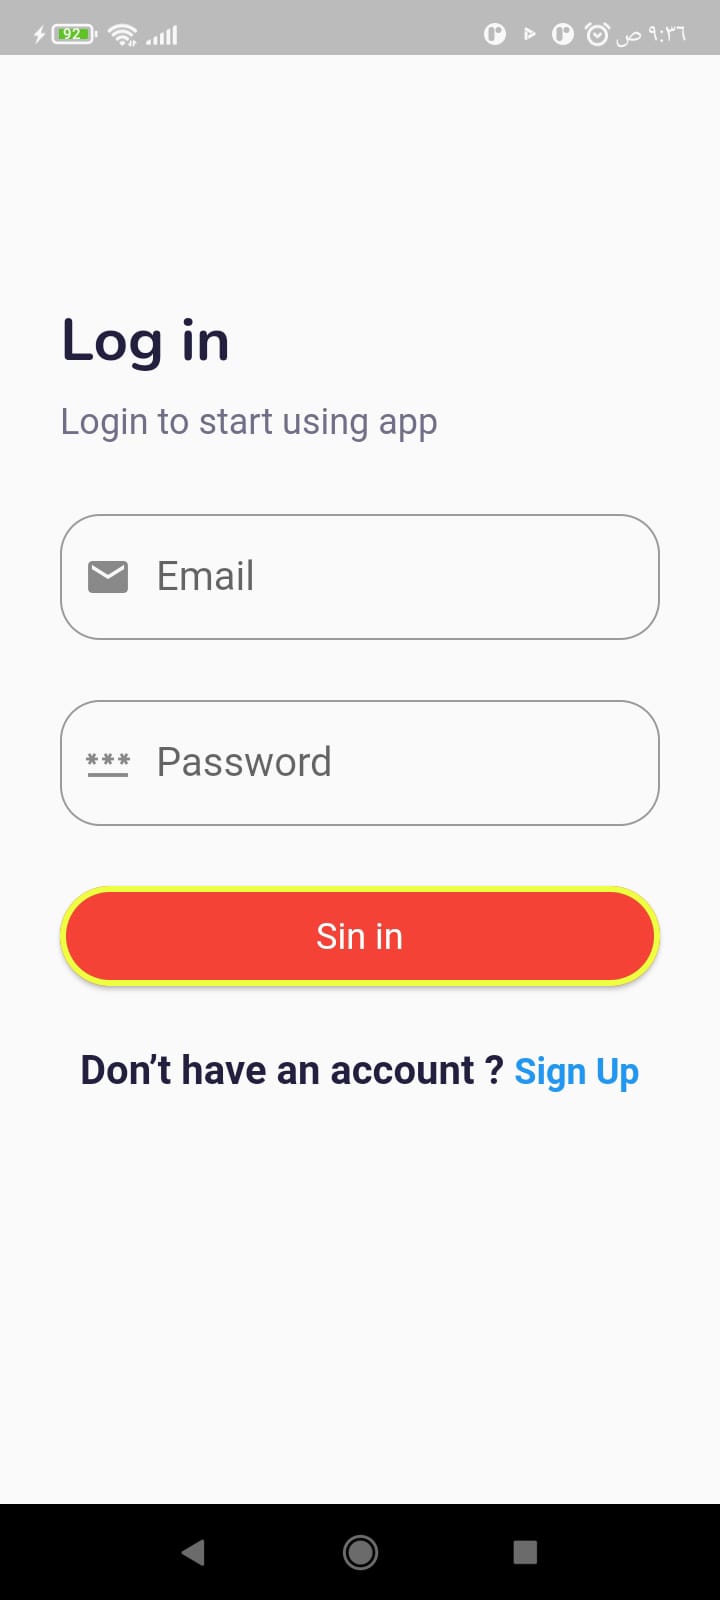 92
٩:٣٦ ص
Log in
Login to start using app
Email
*** Password
Sin in
Don’t have an account ? Sign Up